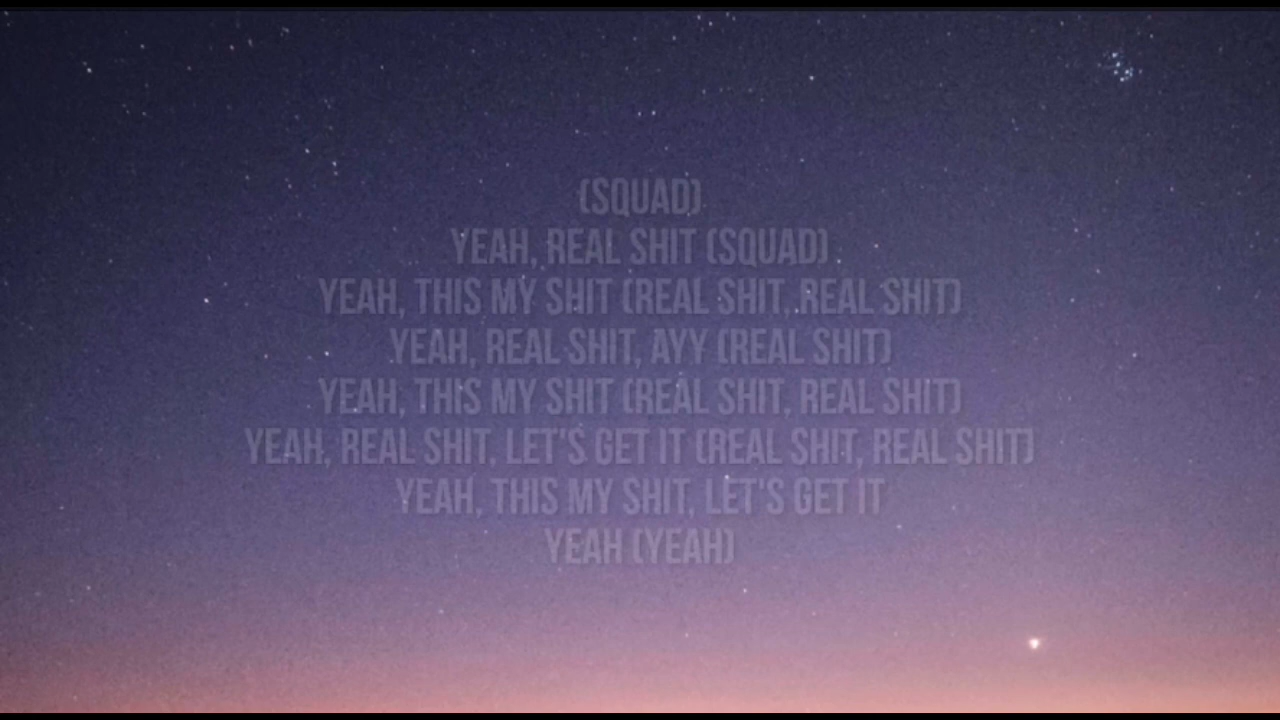 (SQUAD)
YEAH, REAL SHIT (SQUAD)
YEAH, THIS MY SHIT (REAL SHIT, REAL SHIT)
YEAH, REAL SHIT, AYY (REAL SHIT)
YEAH, THIS MY SHIT (REAL SHIT, REAL SHIT)
YEAH, REAL SHIT, LET'S GET IT (REAL SHIT, REAL SHIT)
YEAH, THIS MY SHIT, LET'S GET IT
YEAH (YEAH)